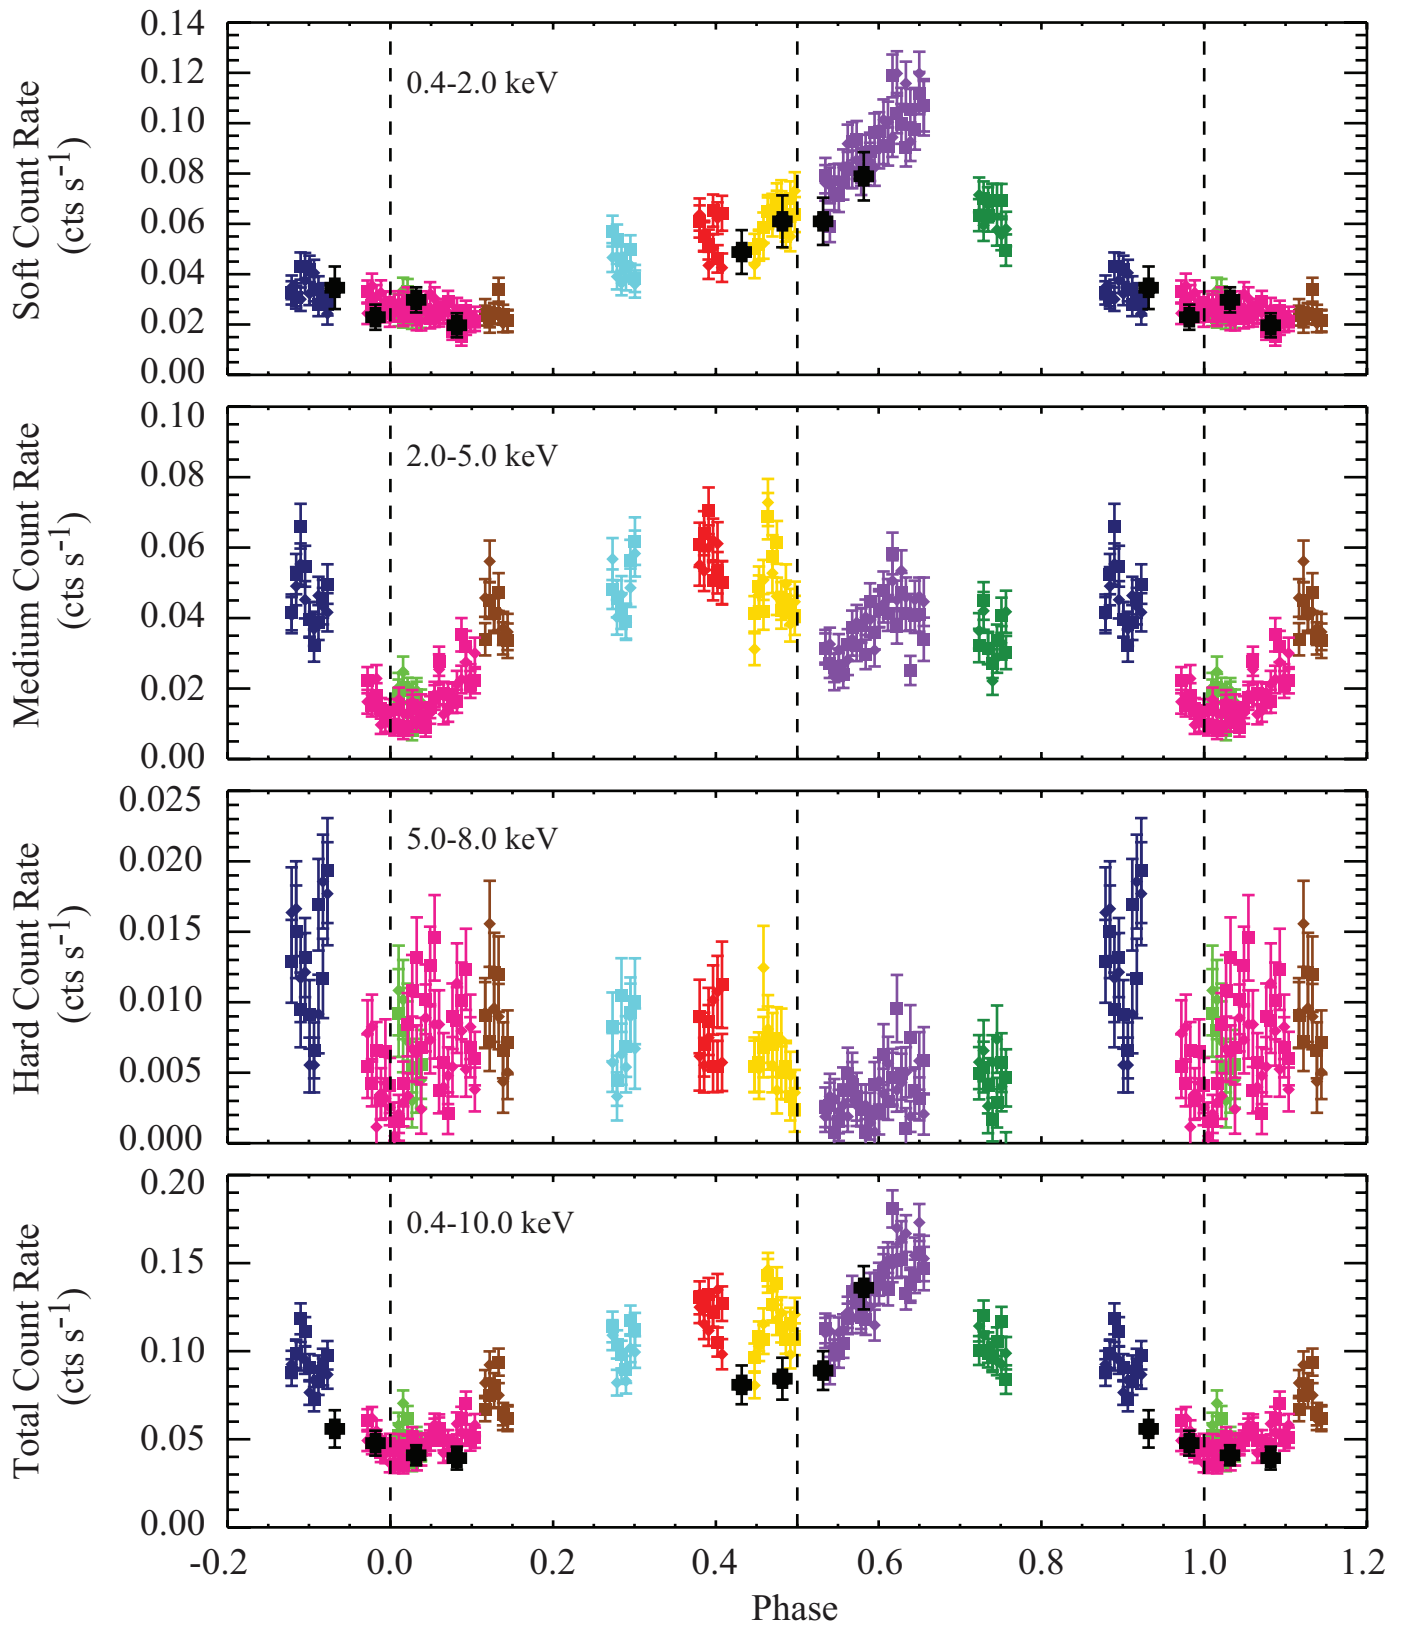 0.14
0.12
0.10
0.08
0.06
0.04
0.02
0.00
Soft Count Rate
(cts s⁻¹)
0.4-2.0 keV
0.10
0.08
0.06
0.04
0.02
0.00
Medium Count Rate
(cts s⁻¹)
2.0-5.0 keV
0.025
0.020
0.015
0.010
0.005
0.000
Hard Count Rate
(cts s⁻¹)
5.0-8.0 keV
0.20
0.15
0.10
0.05
0.00
Total Count Rate
(cts s⁻¹)
0.4-10.0 keV
-0.2 0.0 0.2 0.4 0.6 0.8 1.0 1.2
Phase